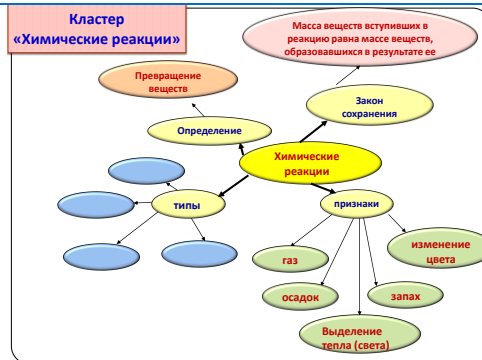 Кластер
«Химические реакции»
Масса веществ вступивших в
реакцию равна массе веществ,
образовавшихся в результате ее
Превращение
веществ
Закон
сохранения
Определение
Химические
реакции
типы
признаки
изменение
цвета
газ
осадок
запах
Выделение
тепла (света)